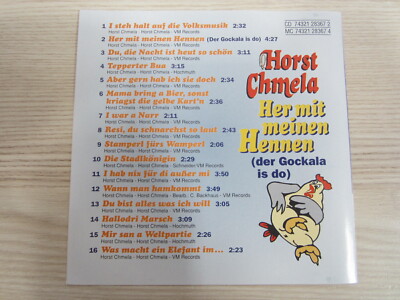 CD 74321 28367 2
MC 74321 28367 4
1 I steh halt auf die Volksmusik 2:32
Horst Chmela - Horst Chmela - VM Records
2 Her mit meinen Hennen (Der Gockala is do) 4:27
Horst Chmela - Horst Chmela - VM Records
3 Du, die Nacht ist heut so schön 3:11
Horst Chmela - Horst Chmela - VM Records
4 Tepperter Bua 3:15
Horst Chmela - Horst Chmela - Hochmuth
5 Aber gern hab ich sie doch 2:34
Horst Chmela - Horst Chmela - VM Records
6 Mama bring a Bier, sonst
kriagst die gelbe Kart'n 2:36
Horst Chmela - Horst Chmela - VM Records
7 I war a Narr 2:11
Horst Chmela - Horst Chmela - VM Records
8 Resi, du schnarchst so laut 2:43
Horst Chmela - Horst Chmela - VM Records
9 Stamperl fürs Wamperl 2:06
Horst Chmela - Horst Chmela - VM Records
10 Die Stadlkönigin 2:29
Horst Chmela - Horst Chmela - Schneider-VM Records
11 I hab nix für di außer mi 3:50
Horst Chmela - Horst Chmela - VM Records
12 Wann man hamkommt 3:49
Horst Chmela - Horst Chmela - Bearb. C. Backhaus - VM Records
13 Du bist alles was ich will 3:05
Horst Chmela - Horst Chmela - VM Records
14 Hallodri Marsch 3:09
Horst Chmela - Horst Chmela - Hochmuth
15 Mir san a Weltpartie 2:26
Horst Chmela - Horst Chmela - Hochmuth
16 Was macht ein Elefant im... 2:23
Horst Chmela - Horst Chmela - VM Records
Horst
Chmela
Her mit
meinen
Hennen
(der Gockala
is do)